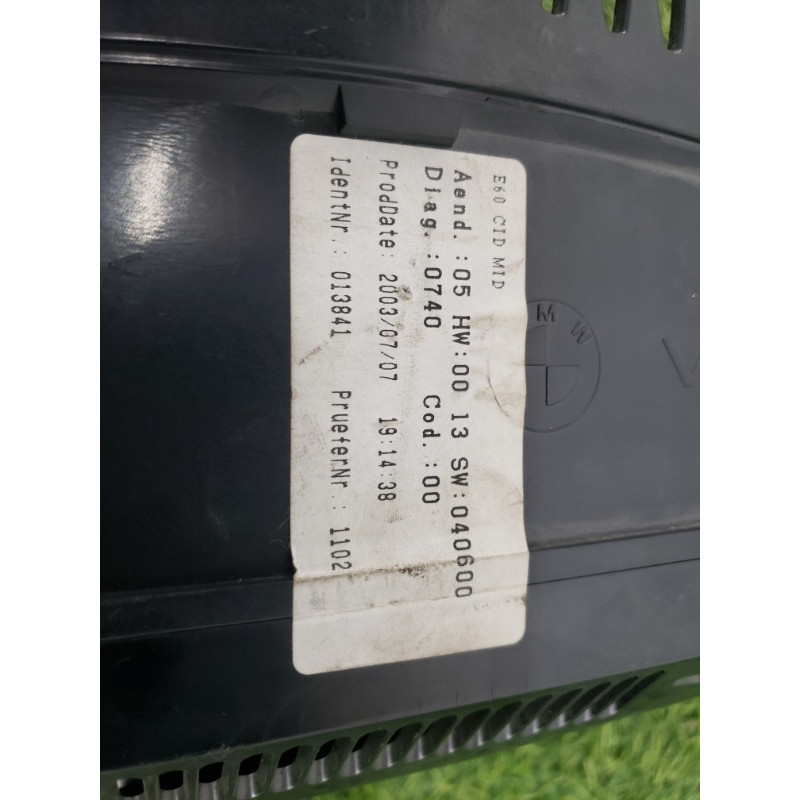 E60 CID MID
Aend.:05 HW:00 13 SW:040600
Diag.:0740 Cod.:00
ProdDate: 2003/07/07 19:14:38
IdentNr.: 013841 PrueferNr.: 1102
MW